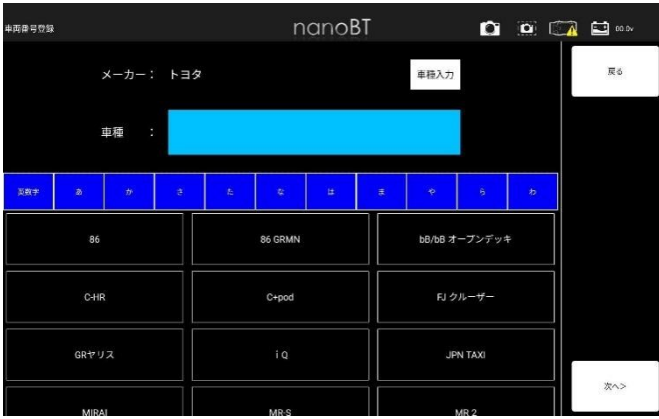 車両番号登録
nanoBT
00.0v
メーカー： トヨタ
車種入力
戻る
車種 ：
英数字 あ か さ た な は ま や ら わ
86 86 GRMN bB/bB オープンデッキ
C-HR C+pod FJ クルーザー
GRヤリス i Q JPN TAXI
次へ>
MIRAI MR-S MR 2